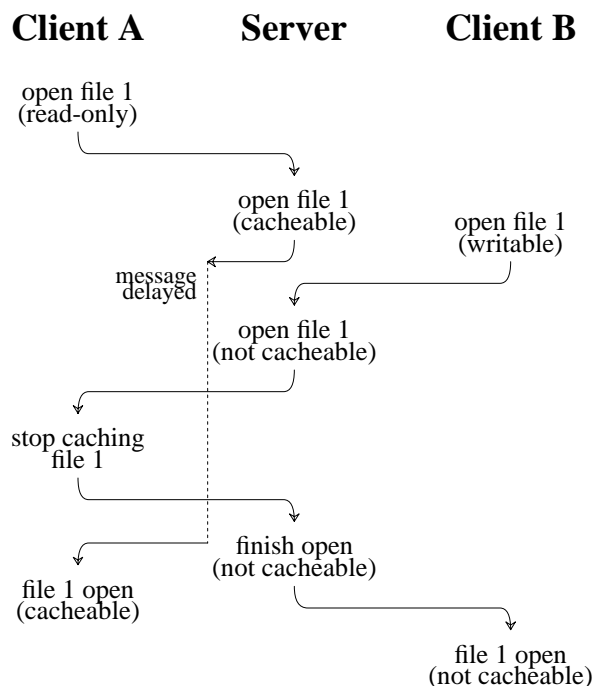 Client A Server Client B
open file 1
(read-only)
open file 1
(cacheable)
open file 1
(writable)
message
delayed
open file 1
(not cacheable)
stop caching
file 1
finish open
(not cacheable)
file 1 open
(cacheable)
file 1 open
(not cacheable)